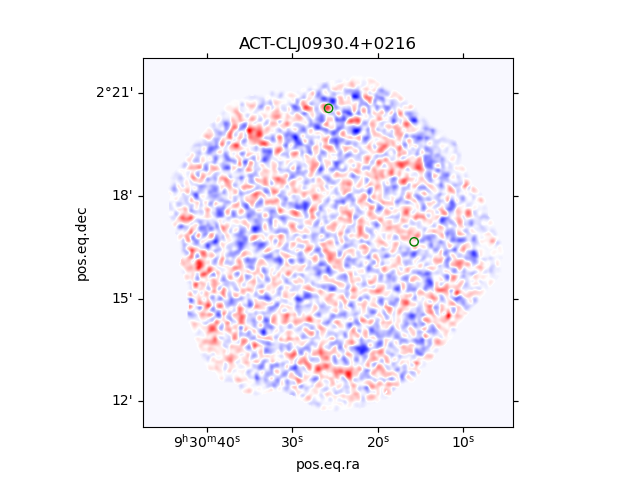 ACT-CLJ0930.4+0216
2°21'
18'
15'
12'
pos.eq.dec
9ʰ30ᵐ40ˢ 30ˢ 20ˢ 10ˢ
pos.eq.ra